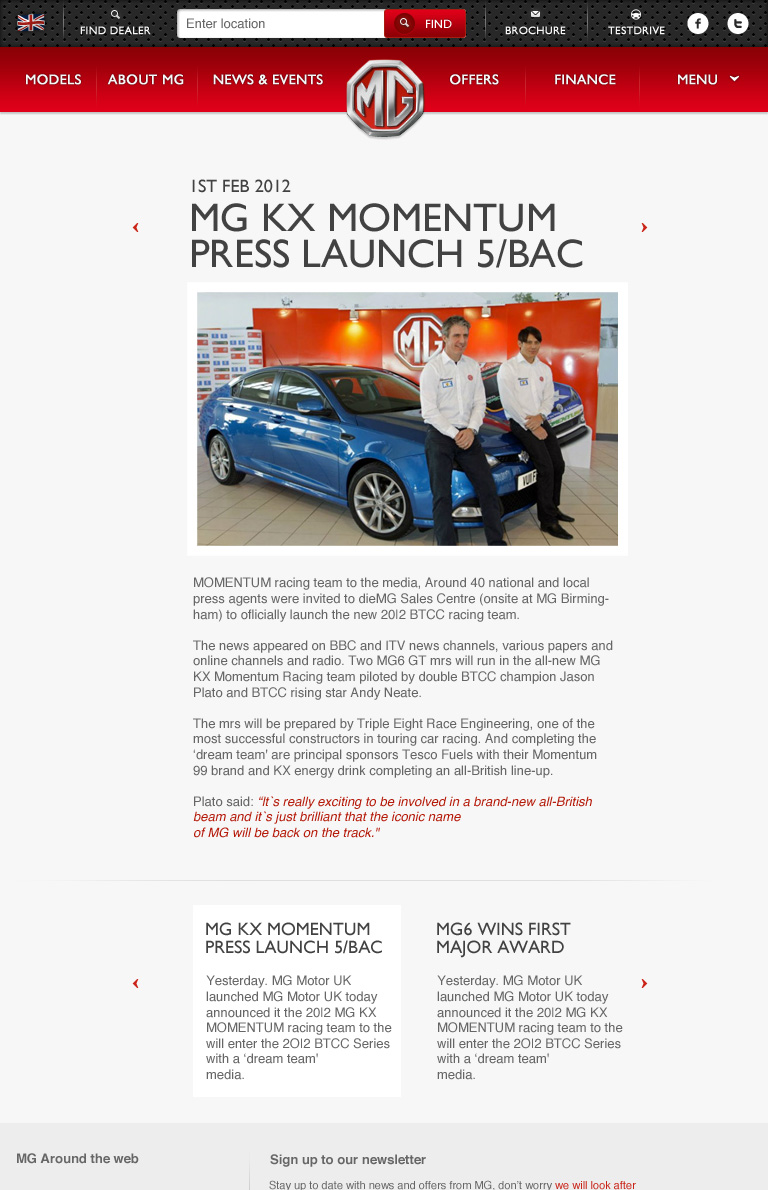 FIND DEALER
Enter location
FIND
BROCHURE
TESTDRIVE
MODELS
ABOUT MG
NEWS & EVENTS
MG
OFFERS
FINANCE
MENU
1ST FEB 2012
MG KX MOMENTUM
PRESS LAUNCH 5/BAC
MG
MOMENTUM racing team to the media, Around 40 national and local
press agents were invited to dieMG Sales Centre (onsite at MG Birming-
ham) to oflicially launch the new 20l2 BTCC racing team.
The news appeared on BBC and ITV news channels, various papers and
online channels and radio. Two MG6 GT mrs will run in the all-new MG
KX Momentum Racing team piloted by double BTCC champion Jason
Plato and BTCC rising star Andy Neate.
The mrs will be prepared by Triple Eight Race Engineering, one of the
most successful constructors in touring car racing. And completing the
‘dream team' are principal sponsors Tesco Fuels with their Momentum
99 brand and KX energy drink completing an all-British line-up.
Plato said: “It`s really exciting to be involved in a brand-new all-British
beam and it`s just brilliant that the iconic name
of MG will be back on the track."
MG KX MOMENTUM
PRESS LAUNCH 5/BAC
Yesterday. MG Motor UK
launched MG Motor UK today
announced it the 20l2 MG KX
MOMENTUM racing team to the
will enter the 2Ol2 BTCC Series
with a ‘dream team'
media.
MG6 WINS FIRST
MAJOR AWARD
Yesterday. MG Motor UK
launched MG Motor UK today
announced it the 20l2 MG KX
MOMENTUM racing team to the
will enter the 2Ol2 BTCC Series
with a ‘dream team'
media.
MG Around the web
Sign up to our newsletter
Stay up to date with news and offers from MG, don't worry we will look after